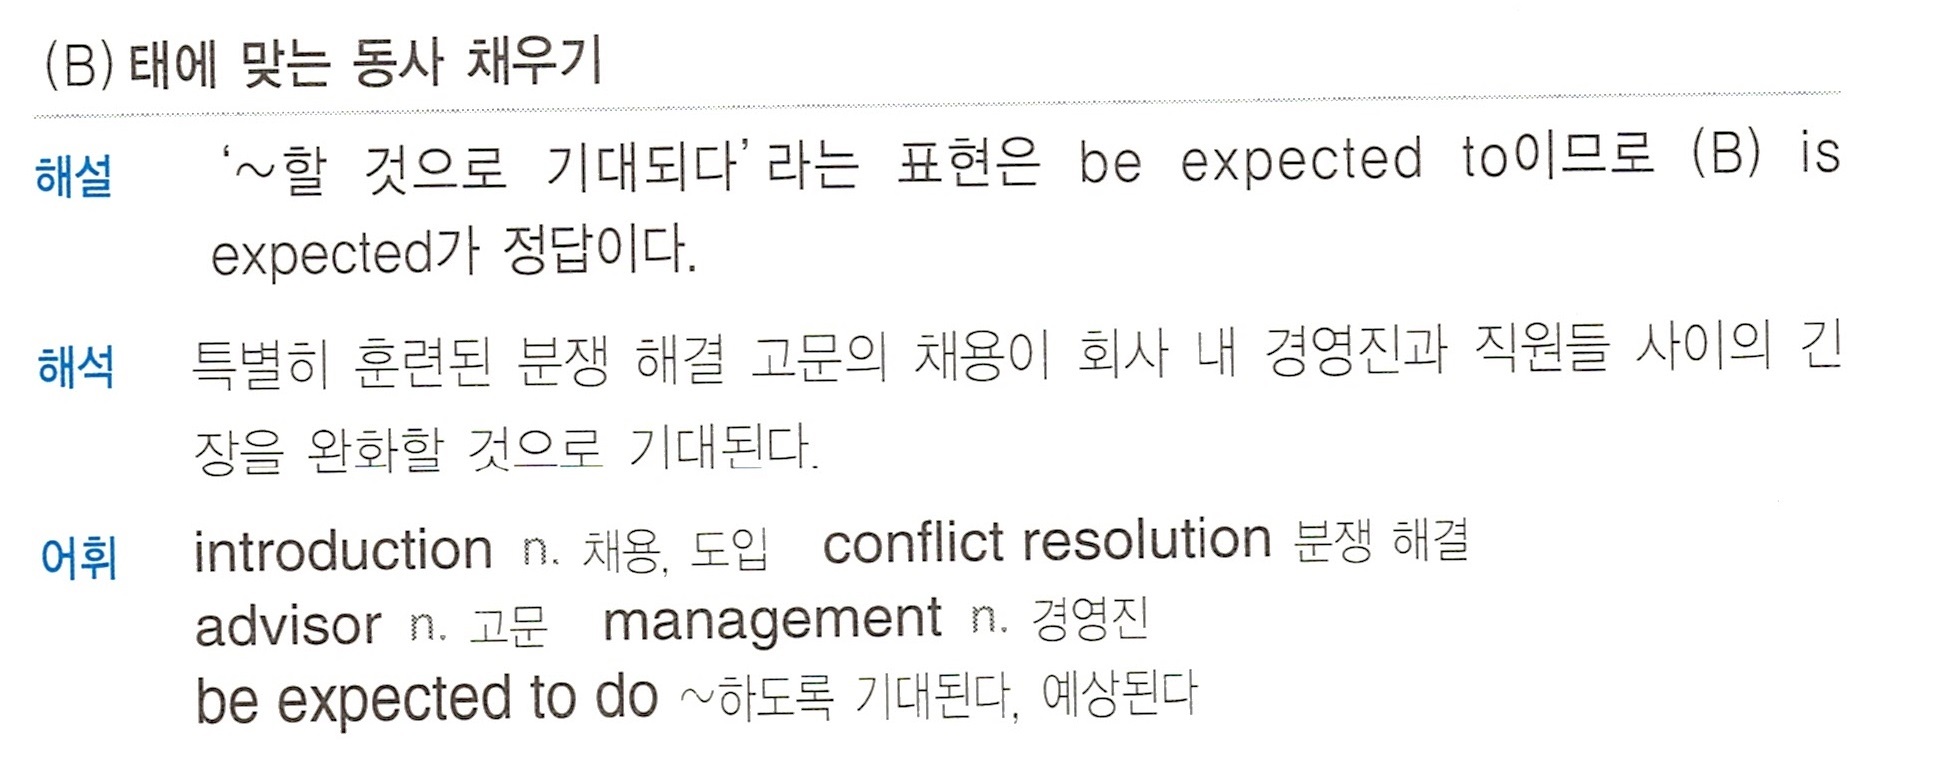 (B) 태에 맞는 동사 채우기
해설 '~할 것으로 기대되다'라는 표현은 be expected to이므로 (B) is
expected가 정답이다.
해석 특별히 훈련된 분쟁 해결 고문의 채용이 회사 내 경영진과 직원들 사이의 긴
장을 완화할 것으로 기대된다.
어휘 introduction n. 채용, 도입 conflict resolution 분쟁 해결
advisor n. 고문 management n. 경영진
be expected to do ~하도록 기대된다, 예상된다